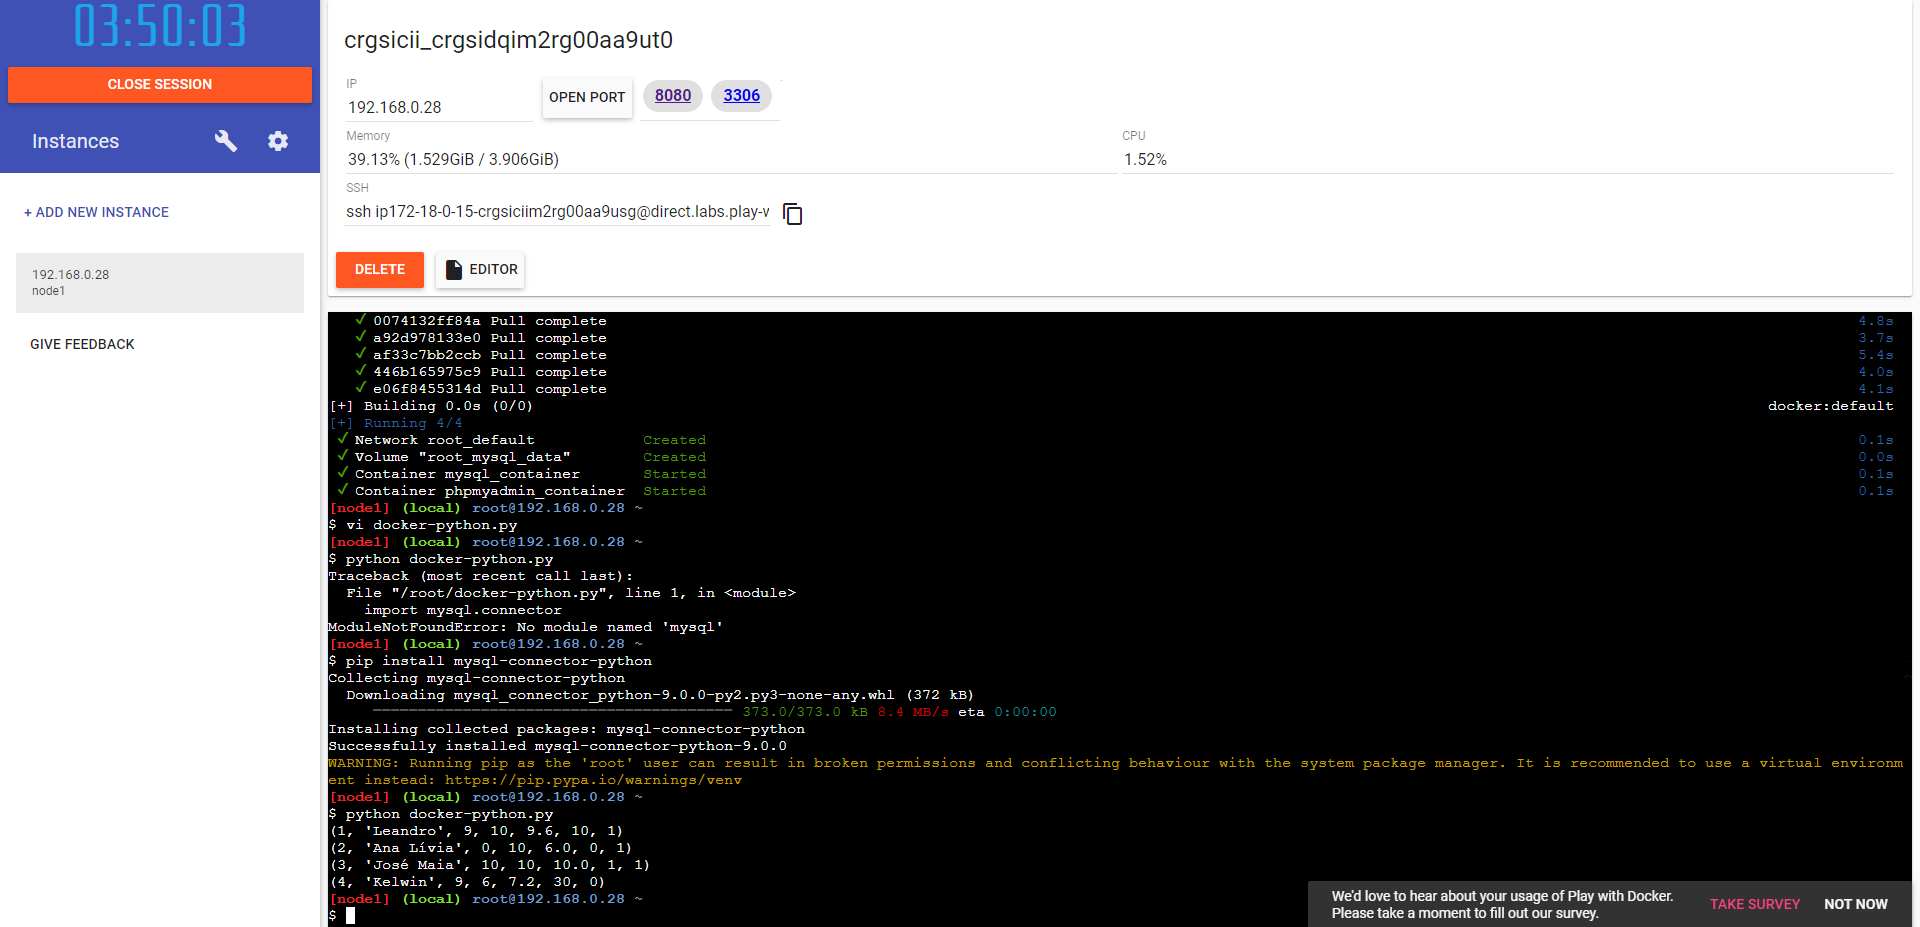 03:50:03
CLOSE SESSION
Instances
+ ADD NEW INSTANCE
192.168.0.28
node1
GIVE FEEDBACK
crgsicii_crgsidqim2rg00aa9ut0
IP
192.168.0.28
OPEN PORT
8080
3306
Memory
39.13% (1.529GiB / 3.906GiB)
CPU
1.52%
SSH
ssh ip172-18-0-15-crgsiciim2rg00aa9usg@direct.labs.play-w
DELETE
EDITOR
✓ 0074132ff84a Pull complete 4.8s
✓ a92d978133e0 Pull complete 3.7s
✓ af33c7bb2ccb Pull complete 5.4s
✓ 446b165975c9 Pull complete 4.0s
✓ e06f8455314d Pull complete 4.1s
[+] Building 0.0s (0/0) docker:default
[+] Running 4/4
✓ Network root_default Created 0.1s
✓ Volume "root_mysql_data" Created 0.0s
✓ Container mysql_container Started 0.1s
✓ Container phpmyadmin_container Started 0.1s
[node1] (local) root@192.168.0.28 ~
$ vi docker-python.py
[node1] (local) root@192.168.0.28 ~
$ python docker-python.py
Traceback (most recent call last):
File "/root/docker-python.py", line 1, in <module>
import mysql.connector
ModuleNotFoundError: No module named 'mysql'
[node1] (local) root@192.168.0.28 ~
$ pip install mysql-connector-python
Collecting mysql-connector-python
Downloading mysql_connector_python-9.0.0-py2.py3-none-any.whl (372 kB)
373.0/373.0 kB 8.4 MB/s eta 0:00:00
Installing collected packages: mysql-connector-python
Successfully installed mysql-connector-python-9.0.0
WARNING: Running pip as the 'root' user can result in broken permissions and conflicting behaviour with the system package manager. It is recommended to use a virtual environm
ent instead: https://pip.pypa.io/warnings/venv
[node1] (local) root@192.168.0.28 ~
$ python docker-python.py
(1, 'Leandro', 9, 10, 9.6, 10, 1)
(2, 'Ana Lívia', 0, 10, 6.0, 0, 1)
(3, 'José Maia', 10, 10, 10.0, 1, 1)
(4, 'Kelwin', 9, 6, 7.2, 30, 0)
[node1] (local) root@192.168.0.28 ~
$
We'd love to hear about your usage of Play with Docker.
Please take a moment to fill out our survey.
TAKE SURVEY
NOT NOW